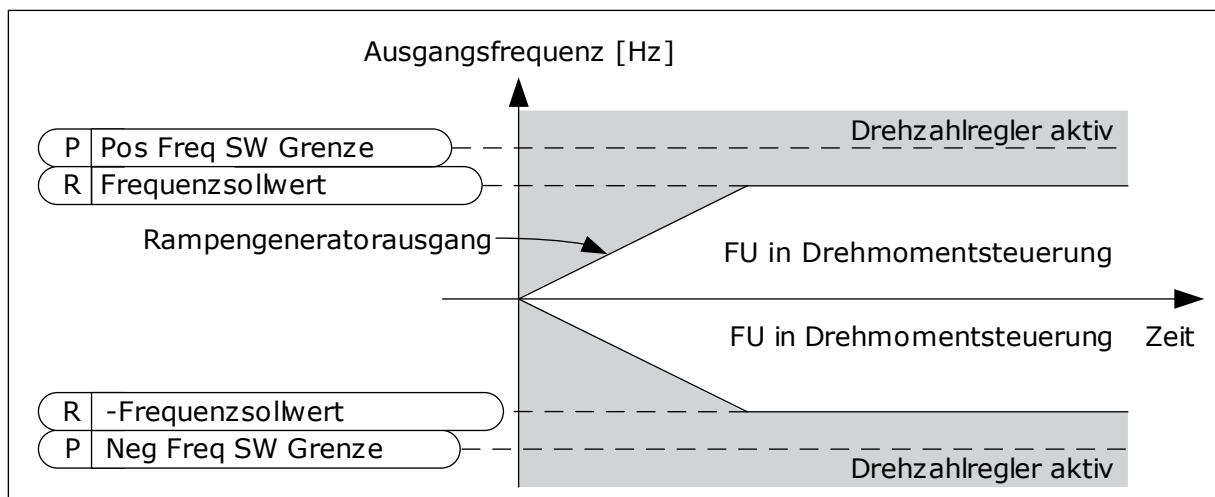 Ausgangsfrequenz [Hz]
Drehzahlregler aktiv
P Pos Freq SW Grenze
R Frequenzsollwert
Rampengeneratorausgang
FU in Drehmomentsteuerung
FU in Drehmomentsteuerung Zeit
R -Frequenzsollwert
P Neg Freq SW Grenze
Drehzahlregler aktiv